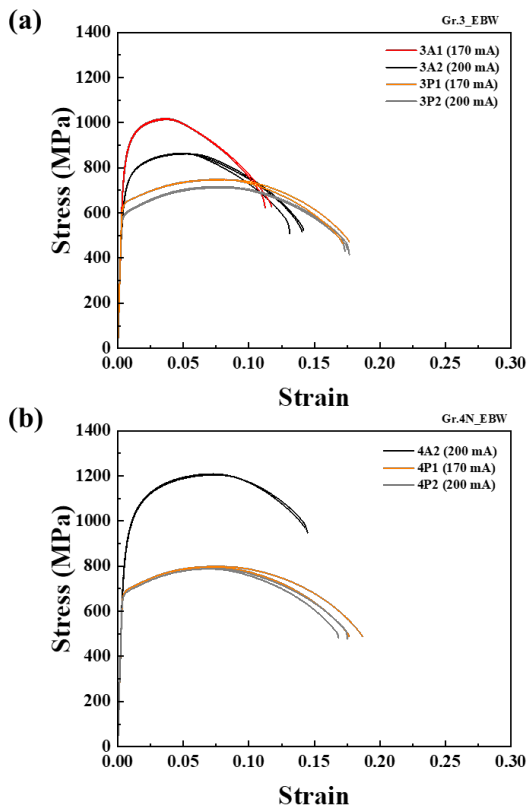 (a)
Gr.3_EBW
1400
1200
1000
800
600
400
200
0
Stress (MPa)
3A1 (170 mA)
3A2 (200 mA)
3P1 (170 mA)
3P2 (200 mA)
0.00 0.05 0.10 0.15 0.20 0.25 0.30
Strain
(b)
Gr.4N_EBW
1400
1200
1000
800
600
400
200
0
Stress (MPa)
4A2 (200 mA)
4P1 (170 mA)
4P2 (200 mA)
0.00 0.05 0.10 0.15 0.20 0.25 0.30
Strain